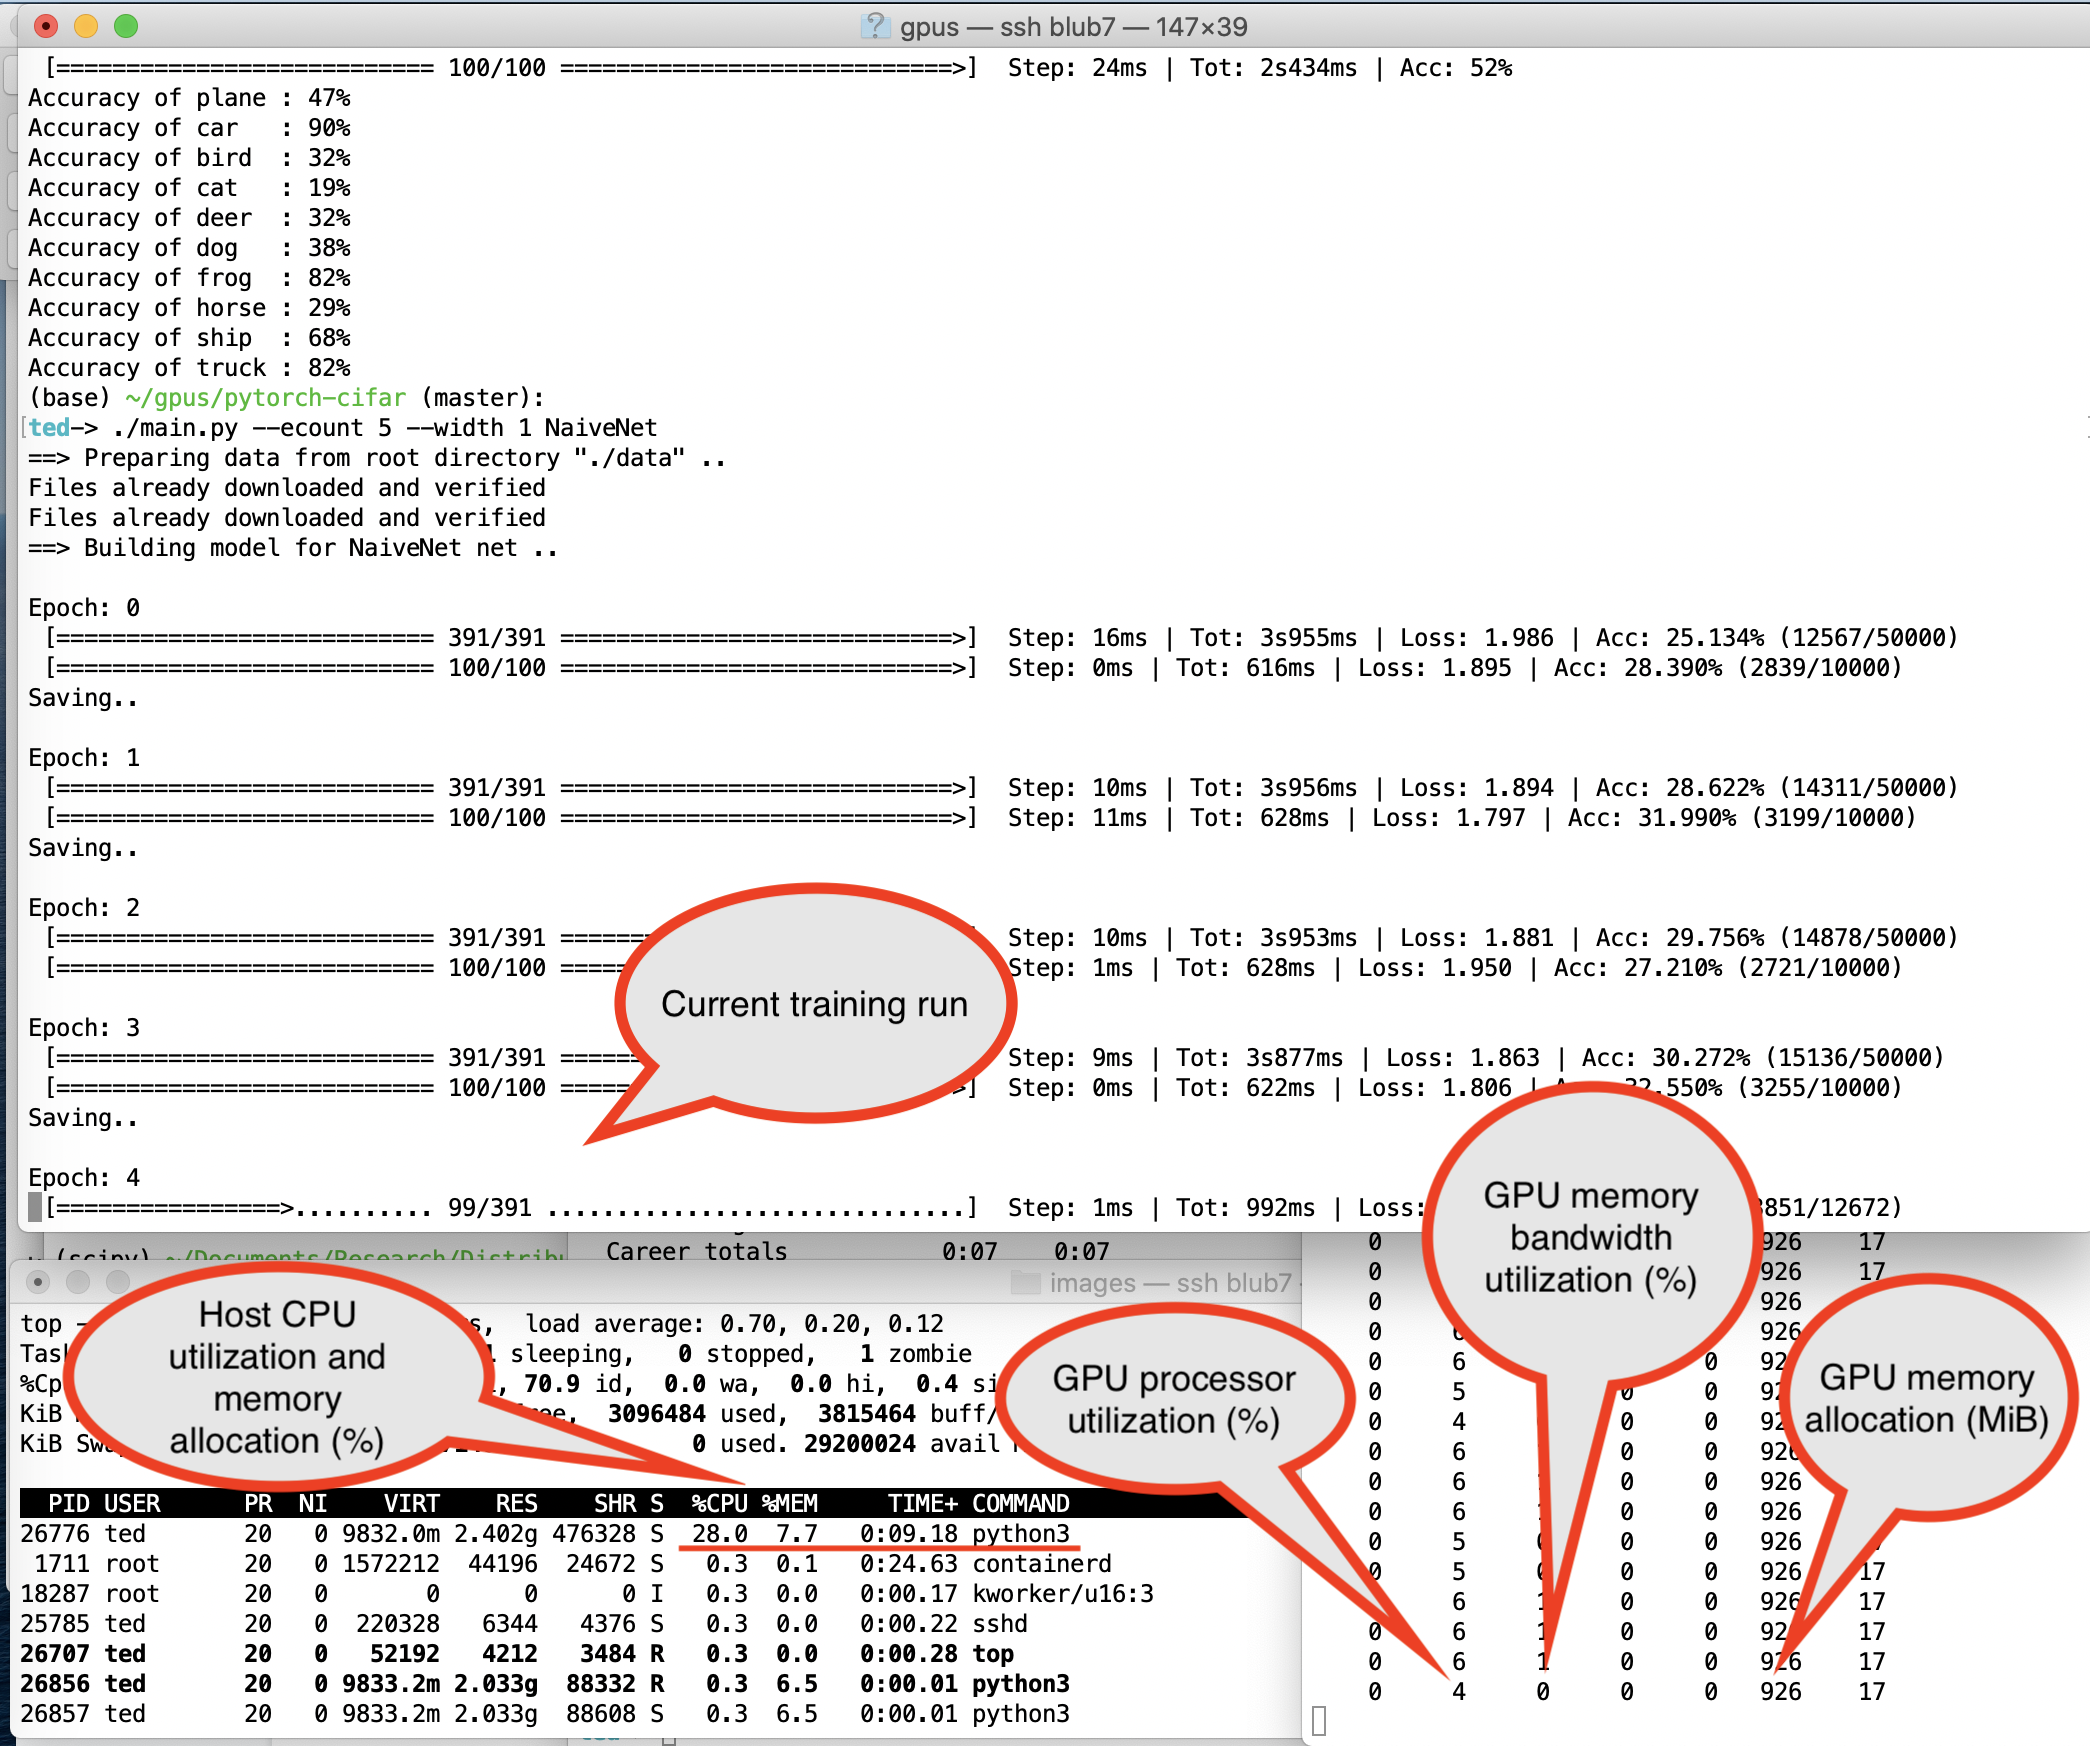 gpus — ssh blub7 — 147×39
[=========================== 100/100 ============================>]  Step: 24ms | Tot: 2s434ms | Acc: 52%
Accuracy of plane : 47%
Accuracy of car   : 90%
Accuracy of bird  : 32%
Accuracy of cat   : 19%
Accuracy of deer  : 32%
Accuracy of dog   : 38%
Accuracy of frog  : 82%
Accuracy of horse : 29%
Accuracy of ship  : 68%
Accuracy of truck : 82%
(base) ~/gpus/pytorch-cifar (master):
[ted-> ./main.py --ecount 5 --width 1 NaiveNet
==> Preparing data from root directory "./data" ..
Files already downloaded and verified
Files already downloaded and verified
==> Building model for NaiveNet net ..
Epoch: 0
[=========================== 391/391 ============================>]  Step: 16ms | Tot: 3s955ms | Loss: 1.986 | Acc: 25.134% (12567/50000)
[=========================== 100/100 ============================>]  Step: 0ms | Tot: 616ms | Loss: 1.895 | Acc: 28.390% (2839/10000)
Saving..
Epoch: 1
[=========================== 391/391 ============================>]  Step: 10ms | Tot: 3s956ms | Loss: 1.894 | Acc: 28.622% (14311/50000)
[=========================== 100/100 ============================>]  Step: 11ms | Tot: 628ms | Loss: 1.797 | Acc: 31.990% (3199/10000)
Saving..
Epoch: 2
[=========================== 391/391 ====== ]  Step: 10ms | Tot: 3s953ms | Loss: 1.881 | Acc: 29.756% (14878/50000)
[=========================== 100/100 ===== Step: 1ms | Tot: 628ms | Loss: 1.950 | Acc: 27.210% (2721/10000)
Current training run
Epoch: 3
[=========================== 391/391 ====== Step: 9ms | Tot: 3s877ms | Loss: 1.863 | Acc: 30.272% (15136/50000)
[=========================== 100/100 ====== >]  Step: 0ms | Tot: 622ms | Loss: 1.806 | 32.550% (3255/10000)
Saving..
Epoch: 4
[================>.......... 99/391 ..............................]  Step: 1ms | Tot: 992ms | Loss: 3851/12672)
GPU memory
bandwidth
utilization (%)
(scipy) ~/Documents/Research/Distribu
Career totals 0:07 0:07
images — ssh blub7
Host CPU
utilization and
memory
allocation (%)
top - s,  load average: 0.70, 0.20, 0.12
sleeping,   0 stopped,   1 zombie
%Cp , 70.9 id,  0.0 wa,  0.0 hi,  0.4 si
KiB 3096484 used,  3815464 buff/
KiB 0 used. 29200024 avail
PID USER PR NI VIRT RES SHR S %CPU %MEM TIME+ COMMAND
26776 ted 20 0 9832.0m 2.402g 476328 S 28.0 7.7 0:09.18 python3
1711 root 20 0 1572212 44196 24672 S 0.3 0.1 0:24.63 containerd
18287 root 20 0 0 0 0 I 0.3 0.0 0:00.17 kworker/u16:3
25785 ted 20 0 220328 6344 4376 S 0.3 0.0 0:00.22 sshd
26707 ted 20 0 52192 4212 3484 R 0.3 0.0 0:00.28 top
26856 ted 20 0 9833.2m 2.033g 88332 R 0.3 6.5 0:00.01 python3
26857 ted 20 0 9833.2m 2.033g 88608 S 0.3 6.5 0:00.01 python3
GPU processor
utilization (%)
GPU memory
allocation (MiB)
0 926 17
0 926 17
0 926
0 6 926
0 6 0
0 5 0 0
0 4 0 0
0 6 0 0 926
0 6 1 0 0 926
0 6 1 0 0 926
0 5 0 0 926
0 5 0 0 926 17
6 0 0 926 17
0 6 1 0 0 17
0 6 1 0 0 926 17
0 4 0 0 0 926 17